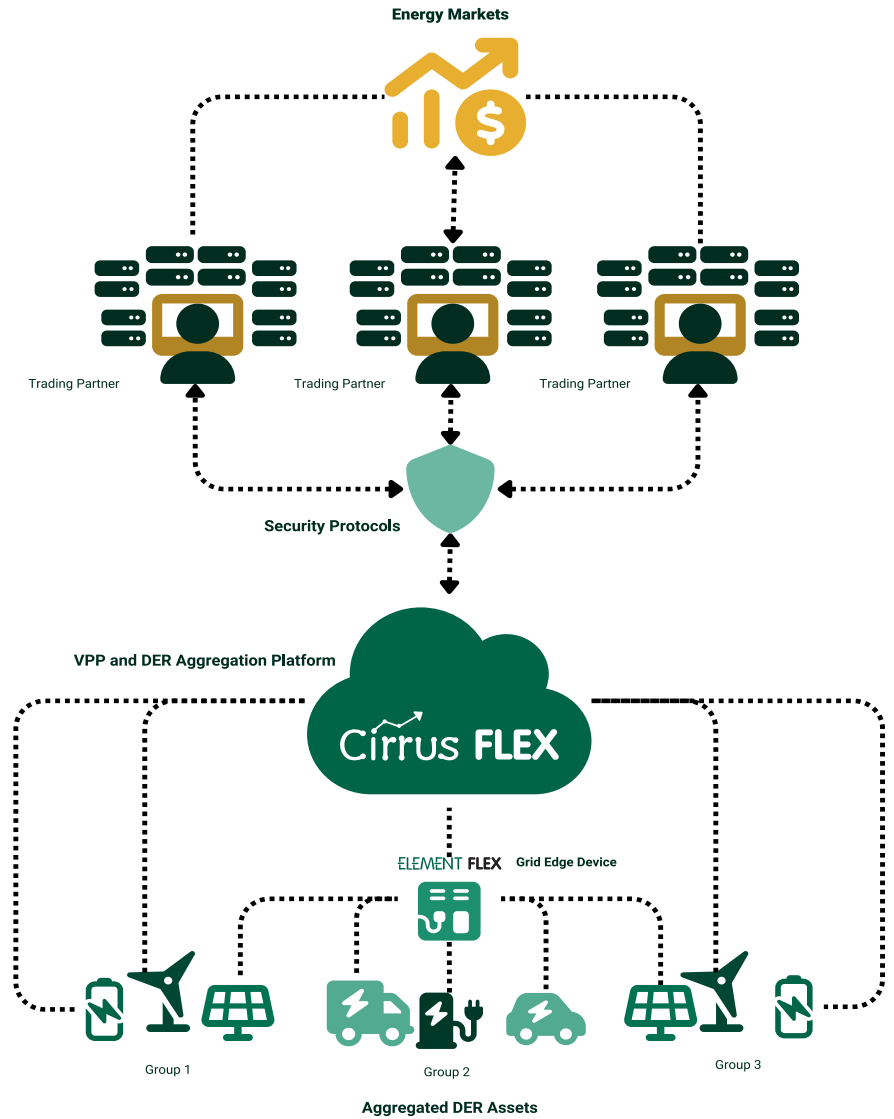 Energy Markets
$
Trading Partner
Trading Partner
Trading Partner
Security Protocols
VPP and DER Aggregation Platform
Cirrus FLEX
ELEMENT FLEX
Grid Edge Device
Group 1
Group 2
Group 3
Aggregated DER Assets